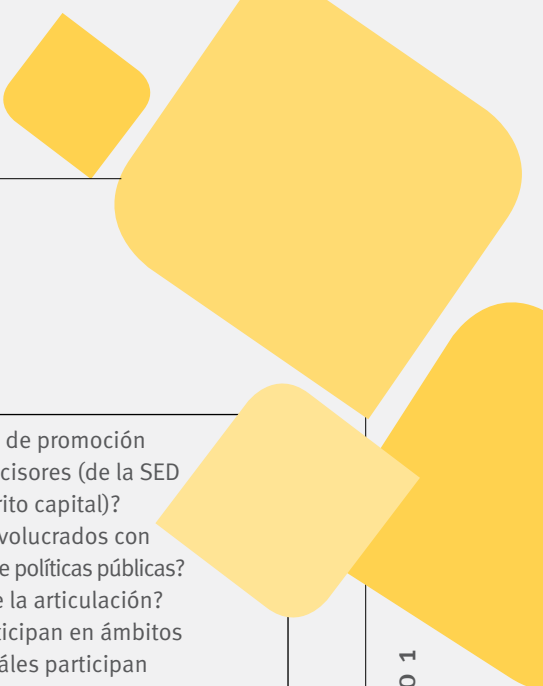 de promoción
cisores (de la SED
rito capital)?
volucrados con
e políticas públicas?
e la articulación?
ticipan en ámbitos
áles participan
O 1